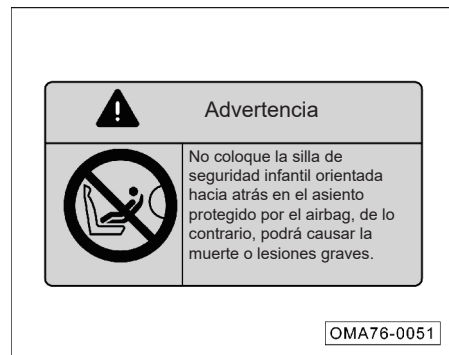 Advertencia
No coloque la silla de
seguridad infantil orientada
hacia atrás en el asiento
protegido por el airbag, de lo
contrario, podrá causar la
muerte o lesiones graves.
OMA76-0051